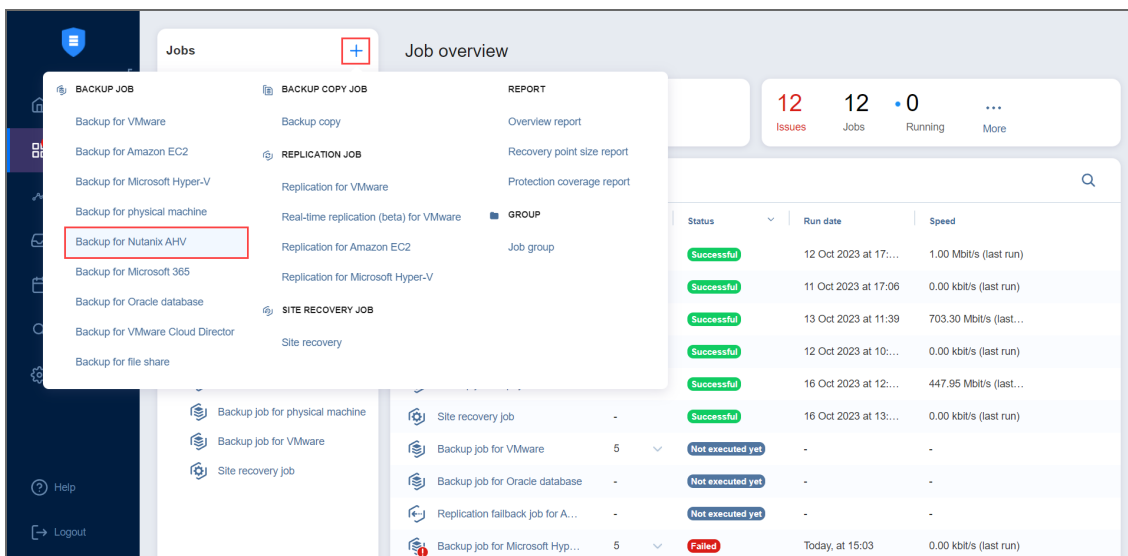 Jobs
+
Job overview
BACKUP JOB
Backup for VMware
Backup for Amazon EC2
Backup for Microsoft Hyper-V
Backup for physical machine
Backup for Nutanix AHV
Backup for Microsoft 365
Backup for Oracle database
Backup for VMware Cloud Director
Backup for file share
BACKUP COPY JOB
Backup copy
REPLICATION JOB
Replication for VMware
Real-time replication (beta) for VMware
Replication for Amazon EC2
Replication for Microsoft Hyper-V
SITE RECOVERY JOB
Site recovery
REPORT
Overview report
Recovery point size report
Protection coverage report
GROUP
Job group
12 12 0 ...
Issues Jobs Running More
Status Run date Speed
Successful 12 Oct 2023 at 17:... 1.00 Mbit/s (last run)
Successful 11 Oct 2023 at 17:06 0.00 kbit/s (last run)
Successful 13 Oct 2023 at 11:39 703.30 Mbit/s (last...
Successful 12 Oct 2023 at 10:... 0.00 kbit/s (last run)
Successful 16 Oct 2023 at 12:... 447.95 Mbit/s (last...
Site recovery job - Successful 16 Oct 2023 at 13:... 0.00 kbit/s (last run)
Backup job for VMware 5 Not executed yet - -
Backup job for Oracle database - Not executed yet - -
Replication failback job for A... - Not executed yet - -
Backup job for Microsoft Hyp... 5 Failed Today, at 15:03 0.00 kbit/s (last run)
Backup job for physical machine
Backup job for VMware
Site recovery job
Help
Logout